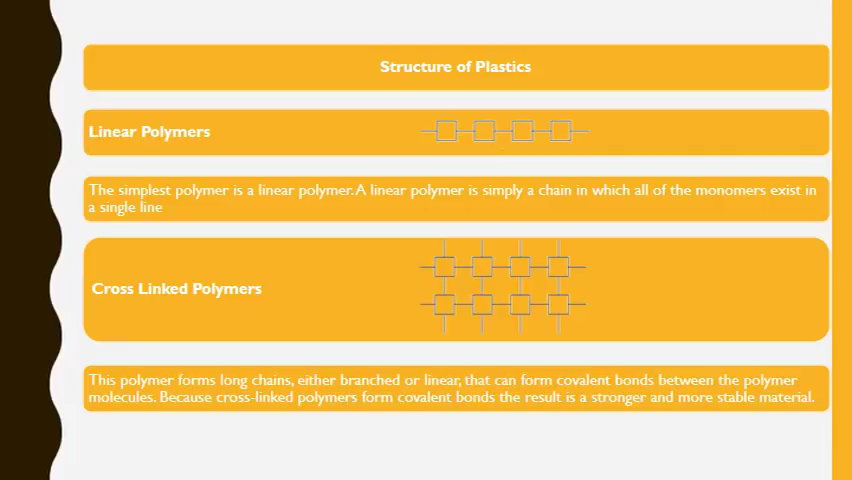 Structure of Plastics
Linear Polymers
The simplest polymer is a linear polymer. A linear polymer is simply a chain in which all of the monomers exist in
a single line
Cross Linked Polymers
This polymer forms long chains, either branched or linear, that can form covalent bonds between the polymer
molecules. Because cross-linked polymers form covalent bonds the result is a stronger and more stable material.